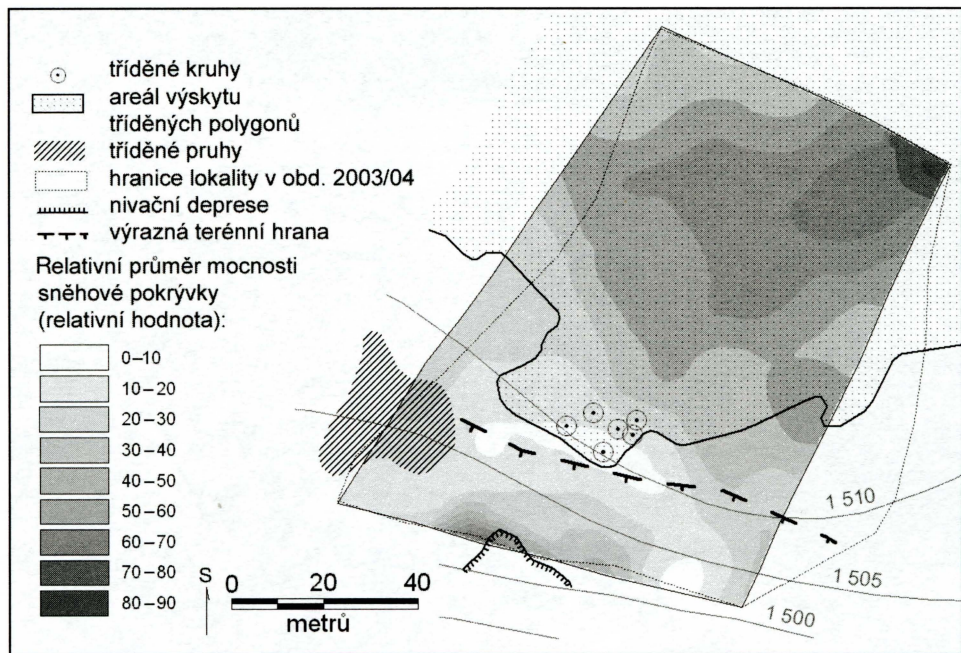 tříděné kruhy
areál výskytu
tříděných polygonů
tříděné pruhy
hranice lokality v obd. 2003/04
nivační deprese
výrazná terénní hrana
Relativní průměr mocnosti
sněhové pokrývky
(relativní hodnota):
0–10
10–20
20–30
30–40
40–50
50–60
60–70
70–80
80–90
S
0 20 40
metrů
1 510
1 505
1 500